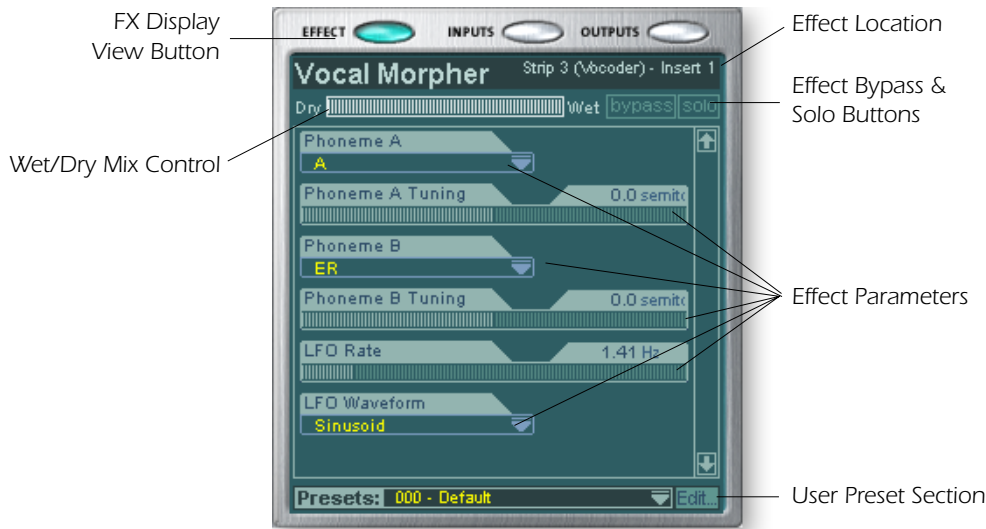 FX Display
View Button
EFFECT INPUTS OUTPUTS
Effect Location
Vocal Morpher
Strip 3 (Vocoder) - Insert 1
Dry Wet bypass solo
Effect Bypass &
Solo Buttons
Wet/Dry Mix Control
Phoneme A
A
Phoneme A Tuning 0.0 semito
Phoneme B
ER
Effect Parameters
Phoneme B Tuning 0.0 semito
LFO Rate 1.41 Hz
LFO Waveform
Sinusoid
Presets: 000 - Default Edit...
User Preset Section